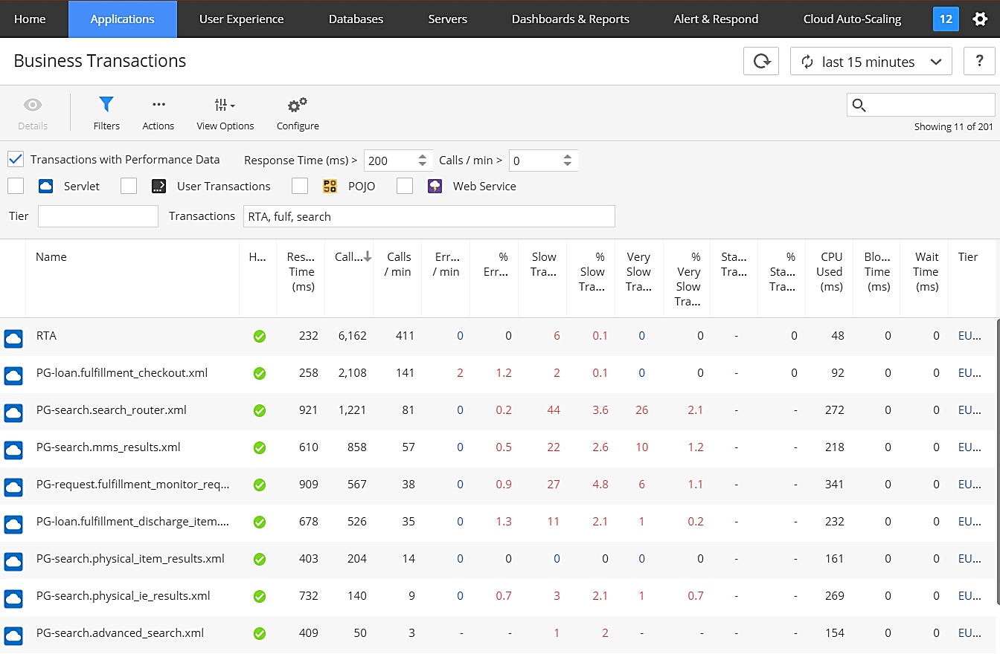 Home Applications User Experience Databases Servers Dashboards & Reports Alert & Respond Cloud Auto-Scaling 12
Business Transactions last 15 minutes ?
Details Filters Actions View Options Configure
Showing 11 of 201
Transactions with Performance Data Response Time (ms) > 200 Calls / min > 0
Servlet User Transactions POJO POJO Web Service
Tier Transactions RTA, fulf, search
Name H... Res... Time (ms) Call... Calls / min Err... / min % Err... Slow Tra... % Slow Tra... Very Slow Tra... % Very Slow Tra... Sta... Tra... % Sta... Tra... CPU Used (ms) Blo... Time (ms) Wait Time (ms) Tier
RTA 232 6,162 411 0 0 6 0.1 0 0 - 0 48 0 0 EU...
PG-loan.fulfillment_checkout.xml 258 2,108 141 2 1.2 2 0.1 0 0 - 0 92 0 0 EU...
PG-search.search_router.xml 921 1,221 81 0 0.2 44 3.6 26 2.1 - - 272 0 0 EU...
PG-search.mms_results.xml 610 858 57 0 0.5 22 2.6 10 1.2 - - 218 0 0 EU...
PG-request.fulfillment_monitor_req... 909 567 38 0 0.9 27 4.8 6 1.1 - - 341 0 0 EU...
PG-loan.fulfillment_discharge_item.... 678 526 35 0 1.3 11 2.1 1 0.2 - - 232 0 0 EU...
PG-search.physical_item_results.xml 403 204 14 0 0 0 0 0 0 - - 161 0 0 EU...
PG-search.physical_ie_results.xml 732 140 9 0 0.7 3 2.1 1 0.7 - - 269 0 0 EU...
PG-search.advanced_search.xml 409 50 3 - - 1 2 - - - - 154 0 0 EU...